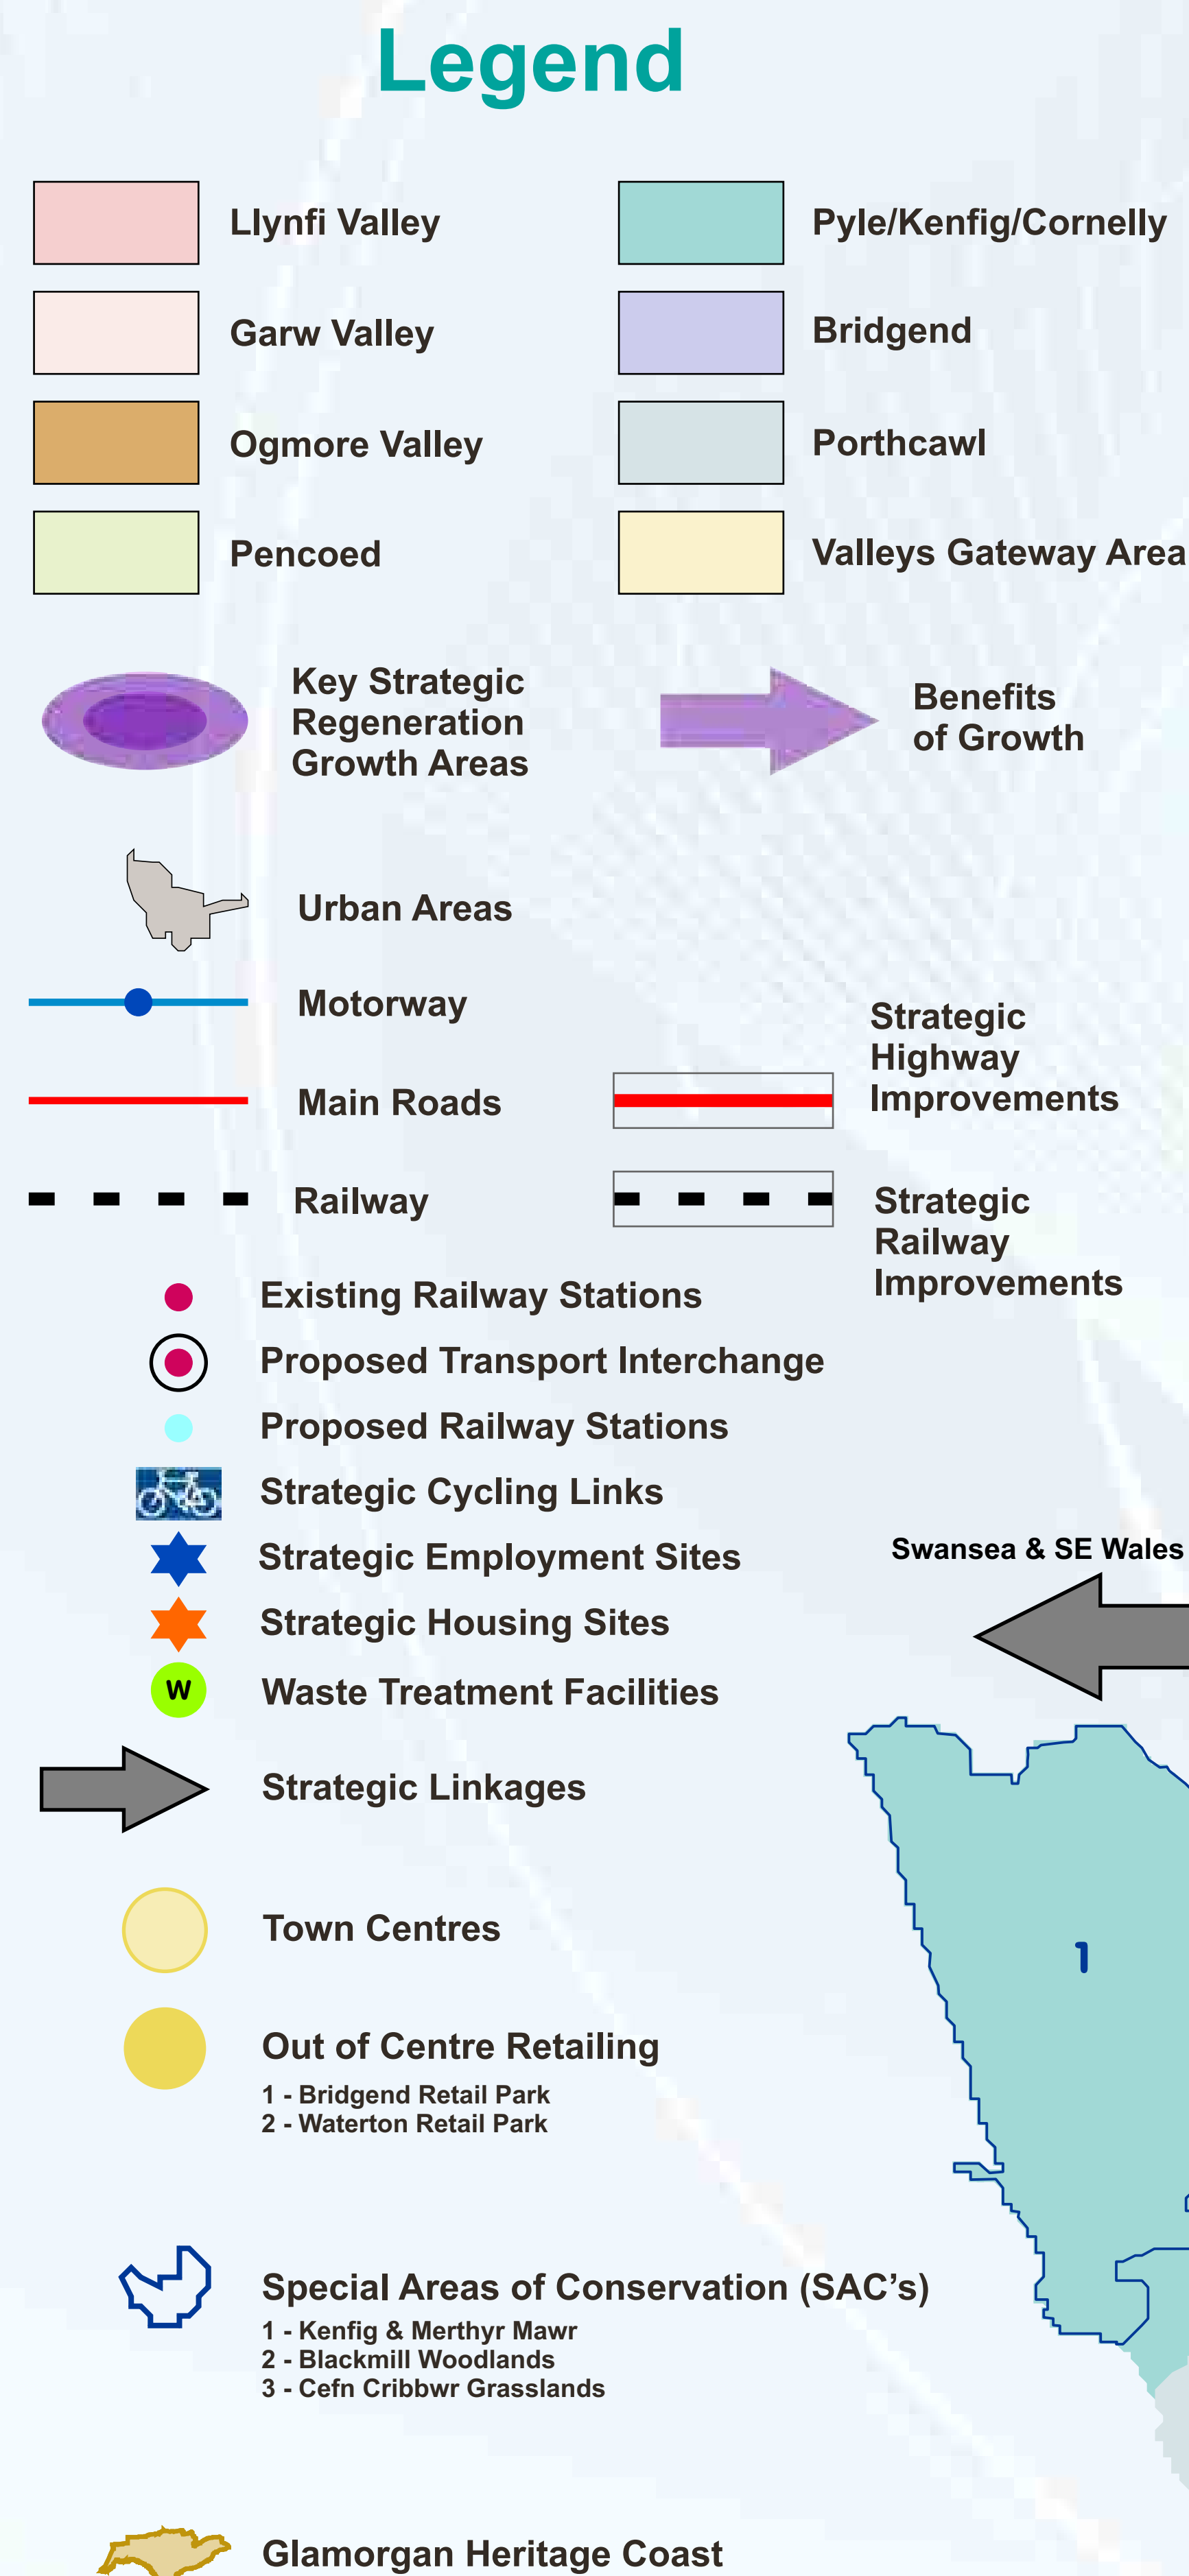 Legend
Llynfi Valley
Pyle/Kenfig/Cornelly
Garw Valley
Bridgend
Ogmore Valley
Porthcawl
Pencoed
Valleys Gateway Area
Key Strategic
Regeneration
Growth Areas
Benefits
of Growth
Urban Areas
Motorway
Strategic
Highway
Improvements
Main Roads
Railway
Strategic
Railway
Improvements
Existing Railway Stations
Proposed Transport Interchange
Proposed Railway Stations
Strategic Cycling Links
Strategic Employment Sites
Swansea & SE Wales
Strategic Housing Sites
W
Waste Treatment Facilities
Strategic Linkages
Town Centres
1
Out of Centre Retailing
1 - Bridgend Retail Park
2 - Waterton Retail Park
Special Areas of Conservation (SAC’s)
1 - Kenfig & Merthyr Mawr
2 - Blackmill Woodlands
3 - Cefn Cribbwr Grasslands
Glamorgan Heritage Coast